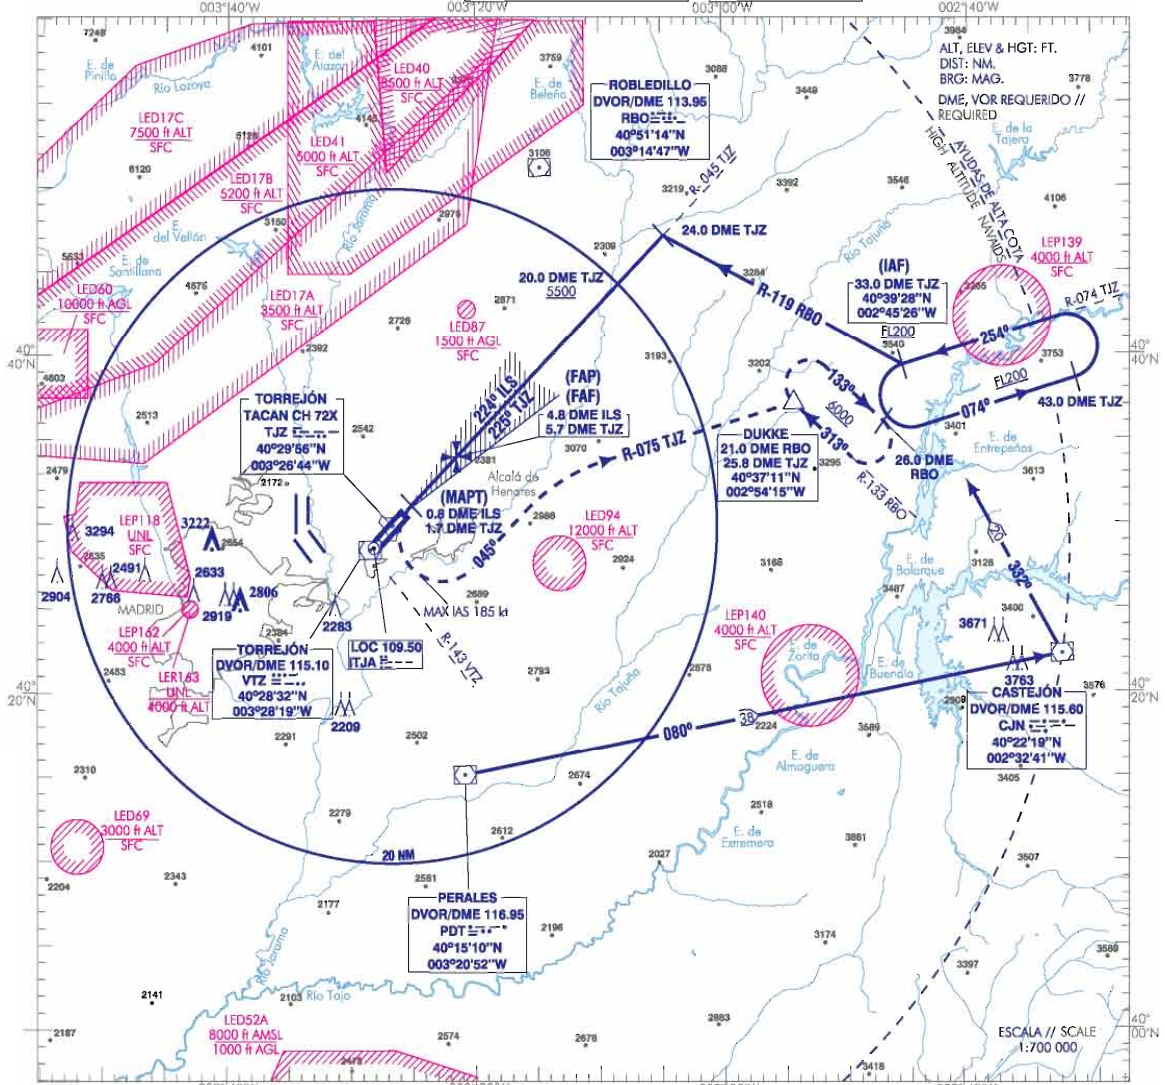 003°40'W
003°20'W
003°00'W
002°40'W
ALT, ELEV & HGT: FT.
DIST: NM.
BRG: MAG.
DME, VOR REQUERIDO //
REQUIRED
AYUDAS DE ALTA COTA
HIGH ALTITUDE NAVAIDS
7248
E. de
Pinilla
Río Lozoya
4101
E. del
Atazar
LED40
8500 ft ALT
SFC
3759
E. de
Beleña
3088
3449
3984
3778
LED17C
7500 ft ALT
SFC
6128
6120
LED41
5000 ft ALT
SFC
4145
3106
ROBLEDILLO
DVOR/DME 113.95
RBO
40°51'14"N
003°14'47"W
E. de la
Tajera
LED17B
5200 ft ALT
SFC
3150
2975
Río Jarama
3219
R-045 TJZ
3392
3546
4106
5633
E.
del Vellón
E. de
Santillana
4676
2309
24.0 DME TJZ
Río Tajuña
LEP139
4000 ft ALT
SFC
LED60
10000 ft AGL
SFC
LED17A
3500 ft ALT
SFC
20.0 DME TJZ
5500
2871
2726
LED87
1500 ft AGL
SFC
3284
R-119 RBO
(IAF)
33.0 DME TJZ
40°39'28"N
002°45'26"W
FL200
3540
R-074 TJZ
254°
3753
FL200
074°
43.0 DME TJZ
40°
40'N
4603
2392
3193
3202
40°
40'N
2513
2479
TORREJÓN
TACAN CH 72X
TJZ
40°29'56"N
003°26'44"W
2542
224° ILS
225° TJZ
(FAP)
(FAF)
4.8 DME ILS
5.7 DME TJZ
2381
3070
R-075 TJZ
133°
6000
313°
DUKKE
21.0 DME RBO
25.8 DME TJZ
40°37'11"N
002°54'15"W
3295
26.0 DME
RBO
R-133 RBO
3401
E. de
Entrepeñas
3613
2172
Alcalá de
Henares
(MAPT)
0.8 DME ILS
1.7 DME TJZ
2986
LED94
12000 ft ALT
SFC
2924
LEP118
UNL
SFC
3294
3222
2654
2635
2491
2633
2904
2766
2919
2806
MADRID
2283
045°
MAX IAS 185 kt
2689
R-143 VTZ
3168
3487
E. de
Bolarque
3128
20
332°
3400
3671
3763
LEP162
4000 ft ALT
SFC
2384
2453
LER163
UNL
4000 ft ALT
TORREJÓN
DVOR/DME 115.10
VTZ
40°28'32"N
003°28'19"W
LOC 109.50
ITJA
2209
2793
2878
LEP140
4000 ft ALT
SFC
E. de
Zorita
E. de
Buendía
CASTEJÓN
DVOR/DME 115.60
CJN
40°22'19"N
002°32'41"W
3576
3405
40°
20'N
40°
20'N
2291
2502
Río Tajuña
080°
38
2224
3589
E. de
Almoguera
2310
2674
2279
2518
E. de
Estremera
3861
LED69
3000 ft ALT
SFC
2612
20 NM
2027
3507
2204
2343
2581
2177
PERALES
DVOR/DME 116.95
PDT
40°15'10"N
003°20'52"W
2196
3174
3397
3589
Río Jarama
2141
2103
Río Tajo
2187
LED52A
8000 ft AMSL
1000 ft AGL
2475
2574
2676
2883
3418
40°
00'N
ESCALA // SCALE
1:700 000